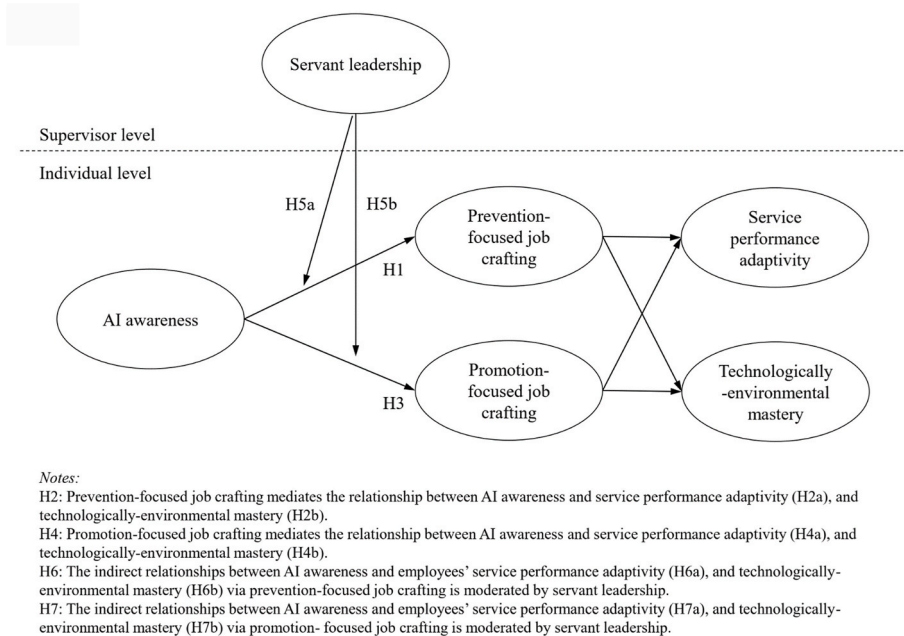 Servant leadership
Supervisor level
Individual level
H5a
H5b
Prevention-
focused job
crafting
Service
performance
adaptivity
H1
AI awareness
H3
Promotion-
focused job
crafting
Technologically
-environmental
mastery
Notes:
H2: Prevention-focused job crafting mediates the relationship between AI awareness and service performance adaptivity (H2a), and
technologically-environmental mastery (H2b).
H4: Promotion-focused job crafting mediates the relationship between AI awareness and service performance adaptivity (H4a), and
technologically-environmental mastery (H4b).
H6: The indirect relationships between AI awareness and employees’ service performance adaptivity (H6a), and technologically-
environmental mastery (H6b) via prevention-focused job crafting is moderated by servant leadership.
H7: The indirect relationships between AI awareness and employees’ service performance adaptivity (H7a), and technologically-
environmental mastery (H7b) via promotion- focused job crafting is moderated by servant leadership.